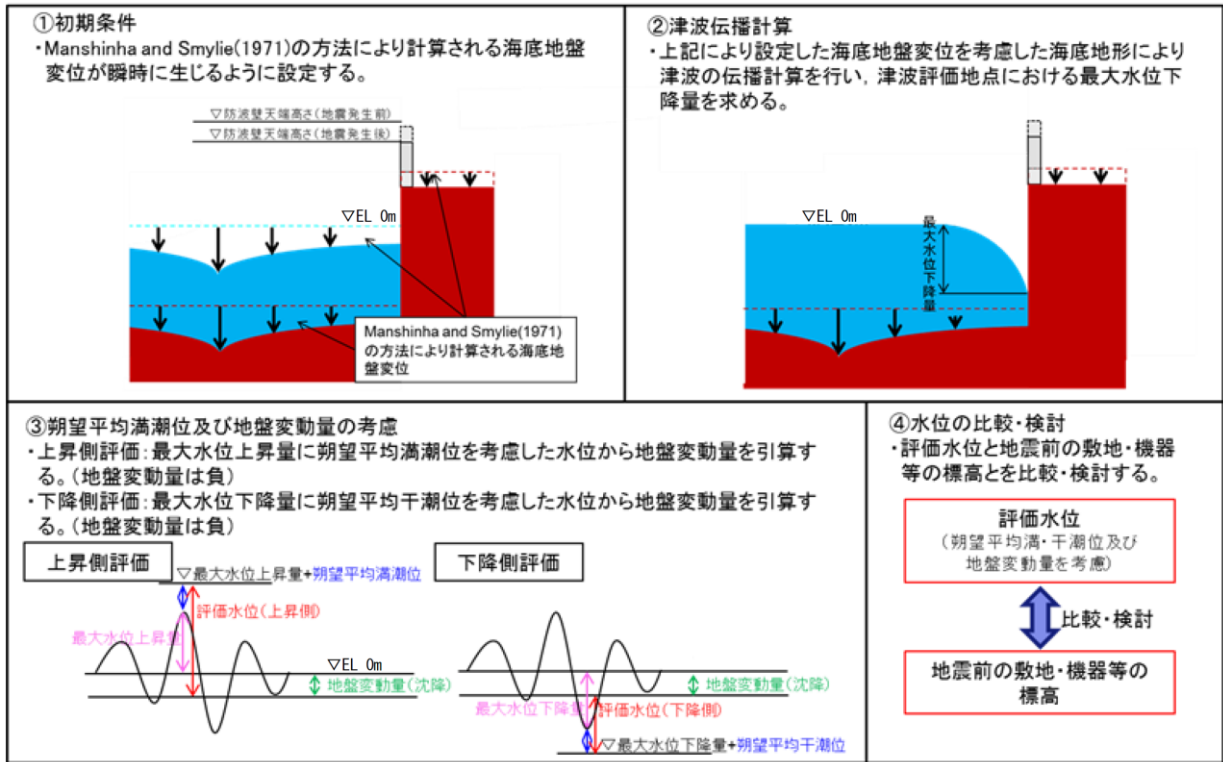 ①初期条件
・Manshinha and Smylie(1971)の方法により計算される海底地盤
変位が瞬時に生じるように設定する。
▽防波壁天端高さ(地震発生前)
▽防波壁天端高さ(地震発生後)
▽EL 0m
Manshinha and Smylie(1971)
の方法により計算される海底地
盤変位
②津波伝播計算
・上記により設定した海底地盤変位を考慮した海底地形により
津波の伝播計算を行い，津波評価地点における最大水位下
降量を求める。
▽EL 0m
最大水位下降量
③朔望平均満潮位及び地盤変動量の考慮
・上昇側評価：最大水位上昇量に朔望平均満潮位を考慮した水位から地盤変動量を引算す
る。(地盤変動量は負)
・下降側評価：最大水位下降量に朔望平均干潮位を考慮した水位から地盤変動量を引算す
る。(地盤変動量は負)
上昇側評価
▽最大水位上昇量+朔望平均満潮位
評価水位(上昇側)
最大水位上昇量
▽EL 0m
地盤変動量(沈降)
下降側評価
地盤変動量(沈降)
最大水位下降量
評価水位(下降側)
▽最大水位下降量+朔望平均干潮位
④水位の比較・検討
・評価水位と地震前の敷地・機器
等の標高とを比較・検討する。
評価水位
(朔望平均満・干潮位及び
地盤変動量を考慮)
比較・検討
地震前の敷地・機器等の
標高